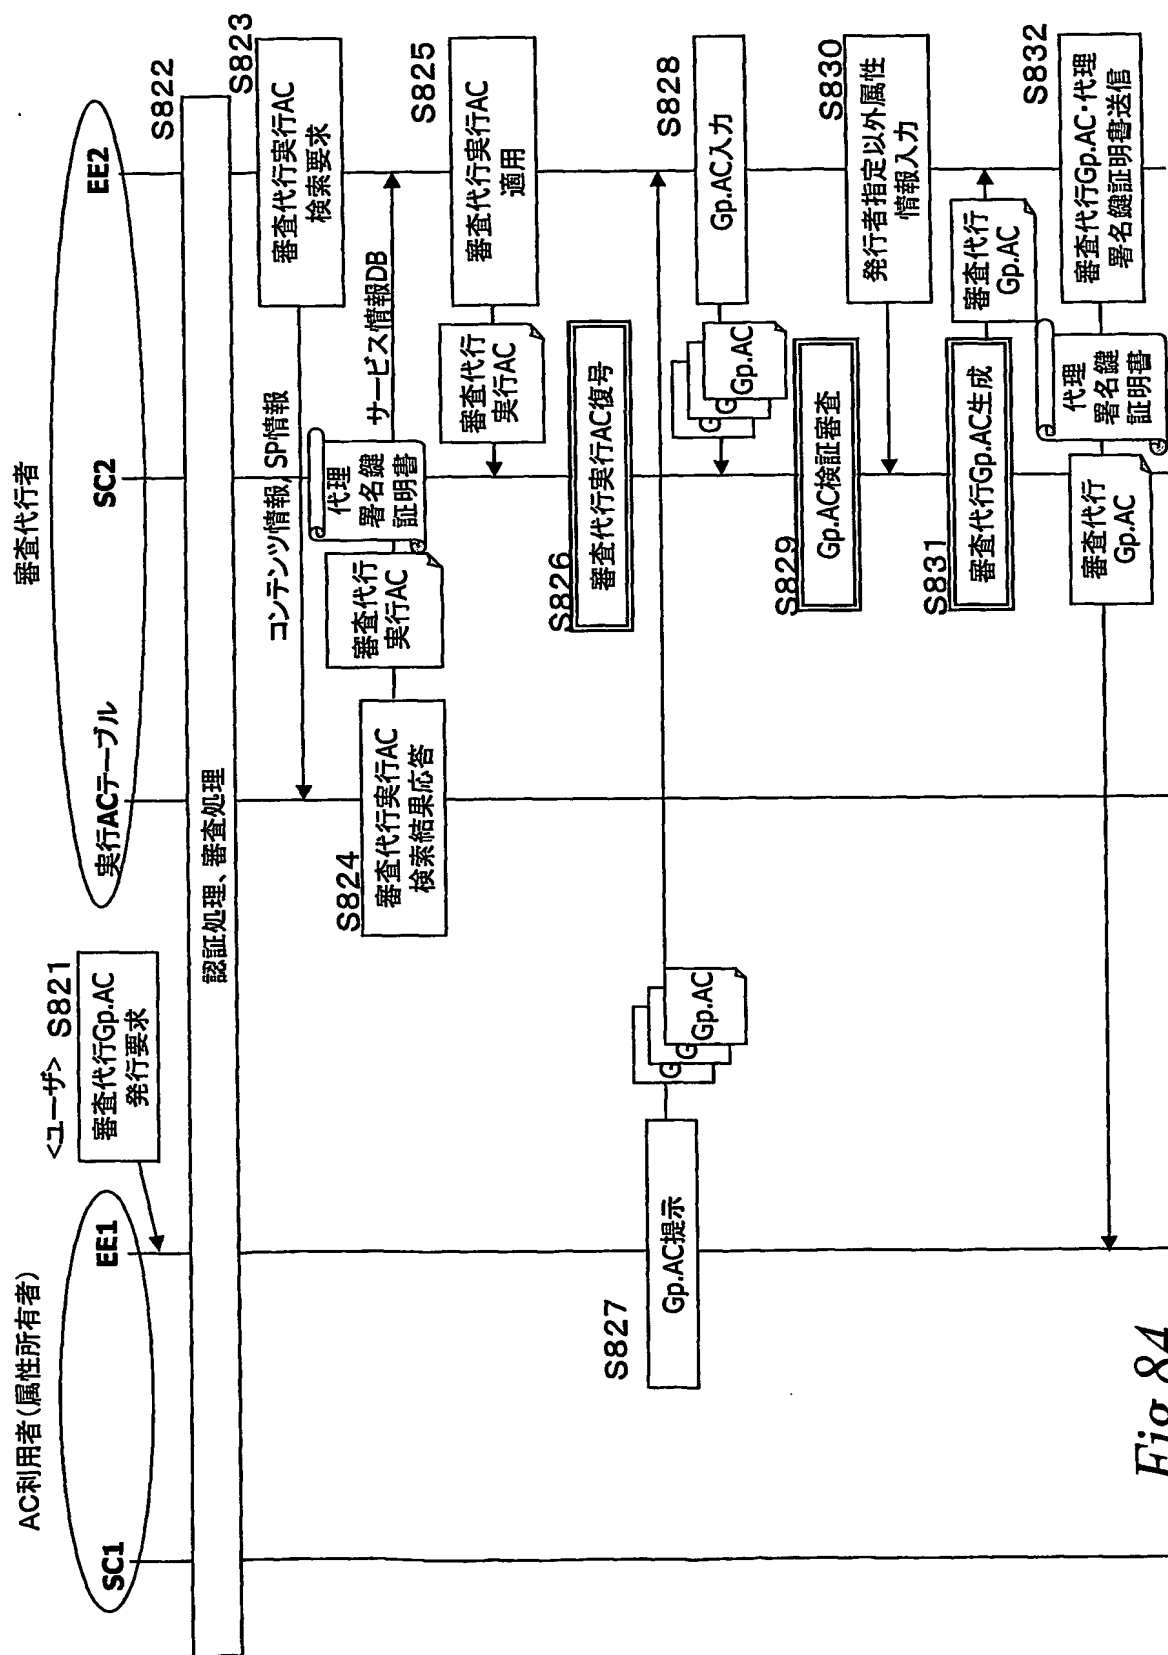 AC利用者(属性所有者)
審査代行者
SC1
EE1
実行ACテーブル
SC2
EE2
<ユーザ> S821
審査代行Gp.AC
発行要求
S822
認証処理、審査処理
S823
審査代行実行AC
検索要求
コンテンツ情報, SP情報
S824
審査代行実行AC
検索結果応答
審査代行
実行AC
代理
署名鍵
証明書
サービス情報DB
S825
審査代行実行AC
適用
審査代行
実行AC
S826
審査代行実行AC復号
S827
Gp.AC提示
G
G
Gp.AC
S828
Gp.AC入力
G
G
Gp.AC
S829
Gp.AC検証審査
S830
発行者指定以外属性
情報入力
S831
審査代行Gp.AC生成
審査代行
Gp.AC
S832
審査代行Gp.AC・代理
署名鍵証明書送信
代理
署名鍵
証明書
審査代行
Gp.AC
Fig.84